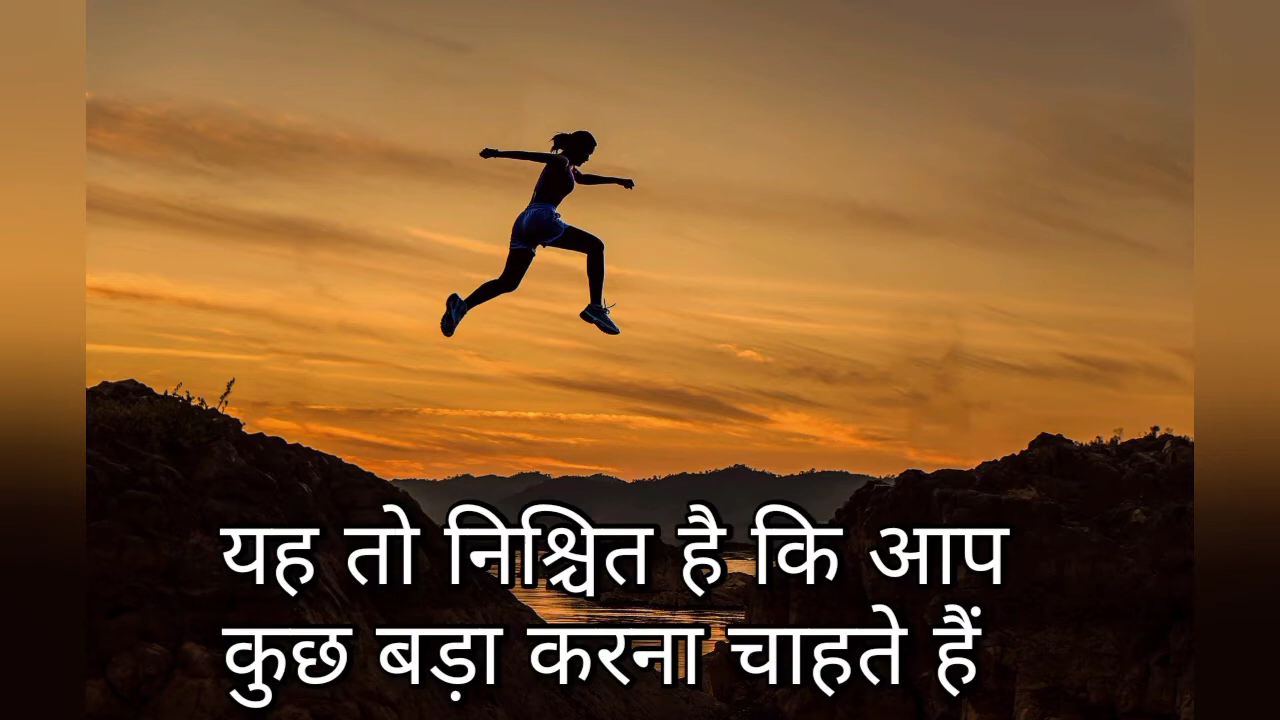 यह तो निश्चित है कि आप
कुछ बड़ा करना चाहते हैं